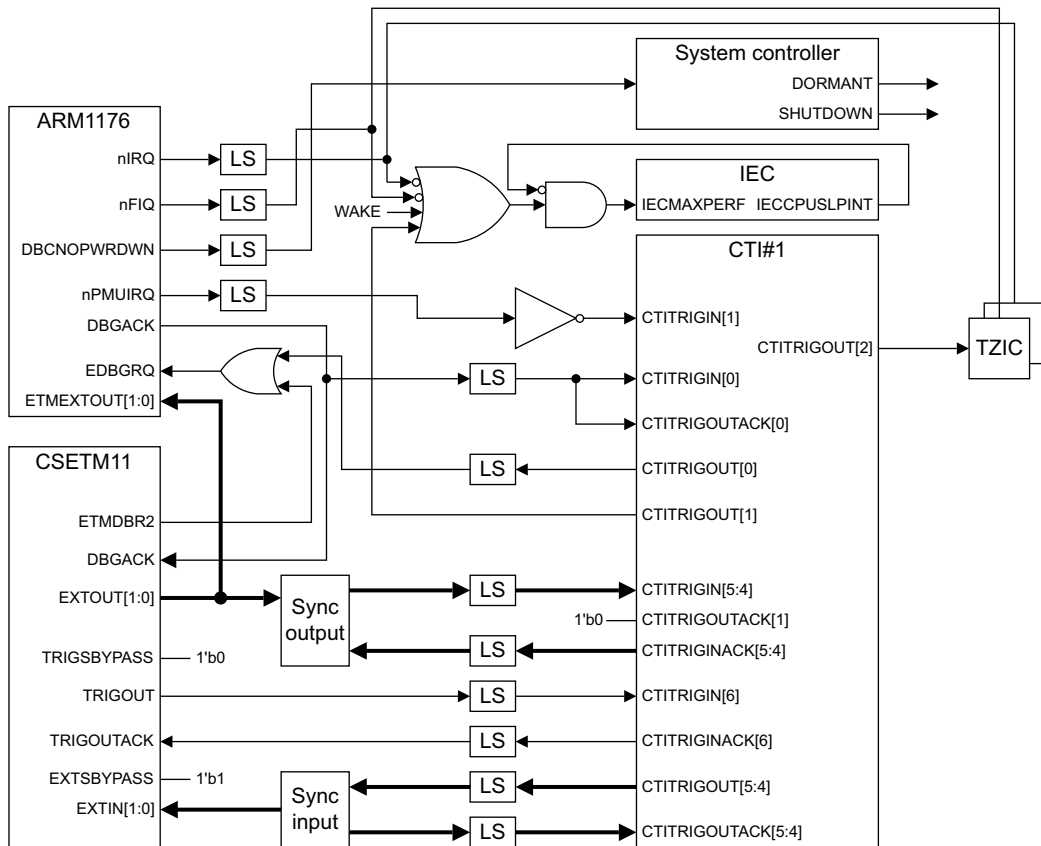 System controller
DORMANT
SHUTDOWN
ARM1176
nIRQ
LS
nFIQ
LS
DBCNOPWRDWN
LS
nPMUIRQ
LS
DBGACK
EDBGRQ
ETMEXTOUT[1:0]
WAKE
IEC
IECMAXPERF IECCPUSLPINT
CTI#1
CTITRIGIN[1]
CTITRIGOUT[2]
TZIC
LS
CTITRIGIN[0]
CTITRIGOUTACK[0]
LS
CTITRIGOUT[0]
CTITRIGOUT[1]
CSETM11
ETMDBR2
DBGACK
EXTOUT[1:0]
Sync
output
LS
CTITRIGIN[5:4]
1'b0
CTITRIGOUTACK[1]
LS
CTITRIGINACK[5:4]
TRIGSBYPASS
1'b0
TRIGOUT
LS
CTITRIGIN[6]
TRIGOUTACK
LS
CTITRIGINACK[6]
EXTSBYPASS
1'b1
EXTIN[1:0]
Sync
input
LS
CTITRIGOUT[5:4]
LS
CTITRIGOUTACK[5:4]